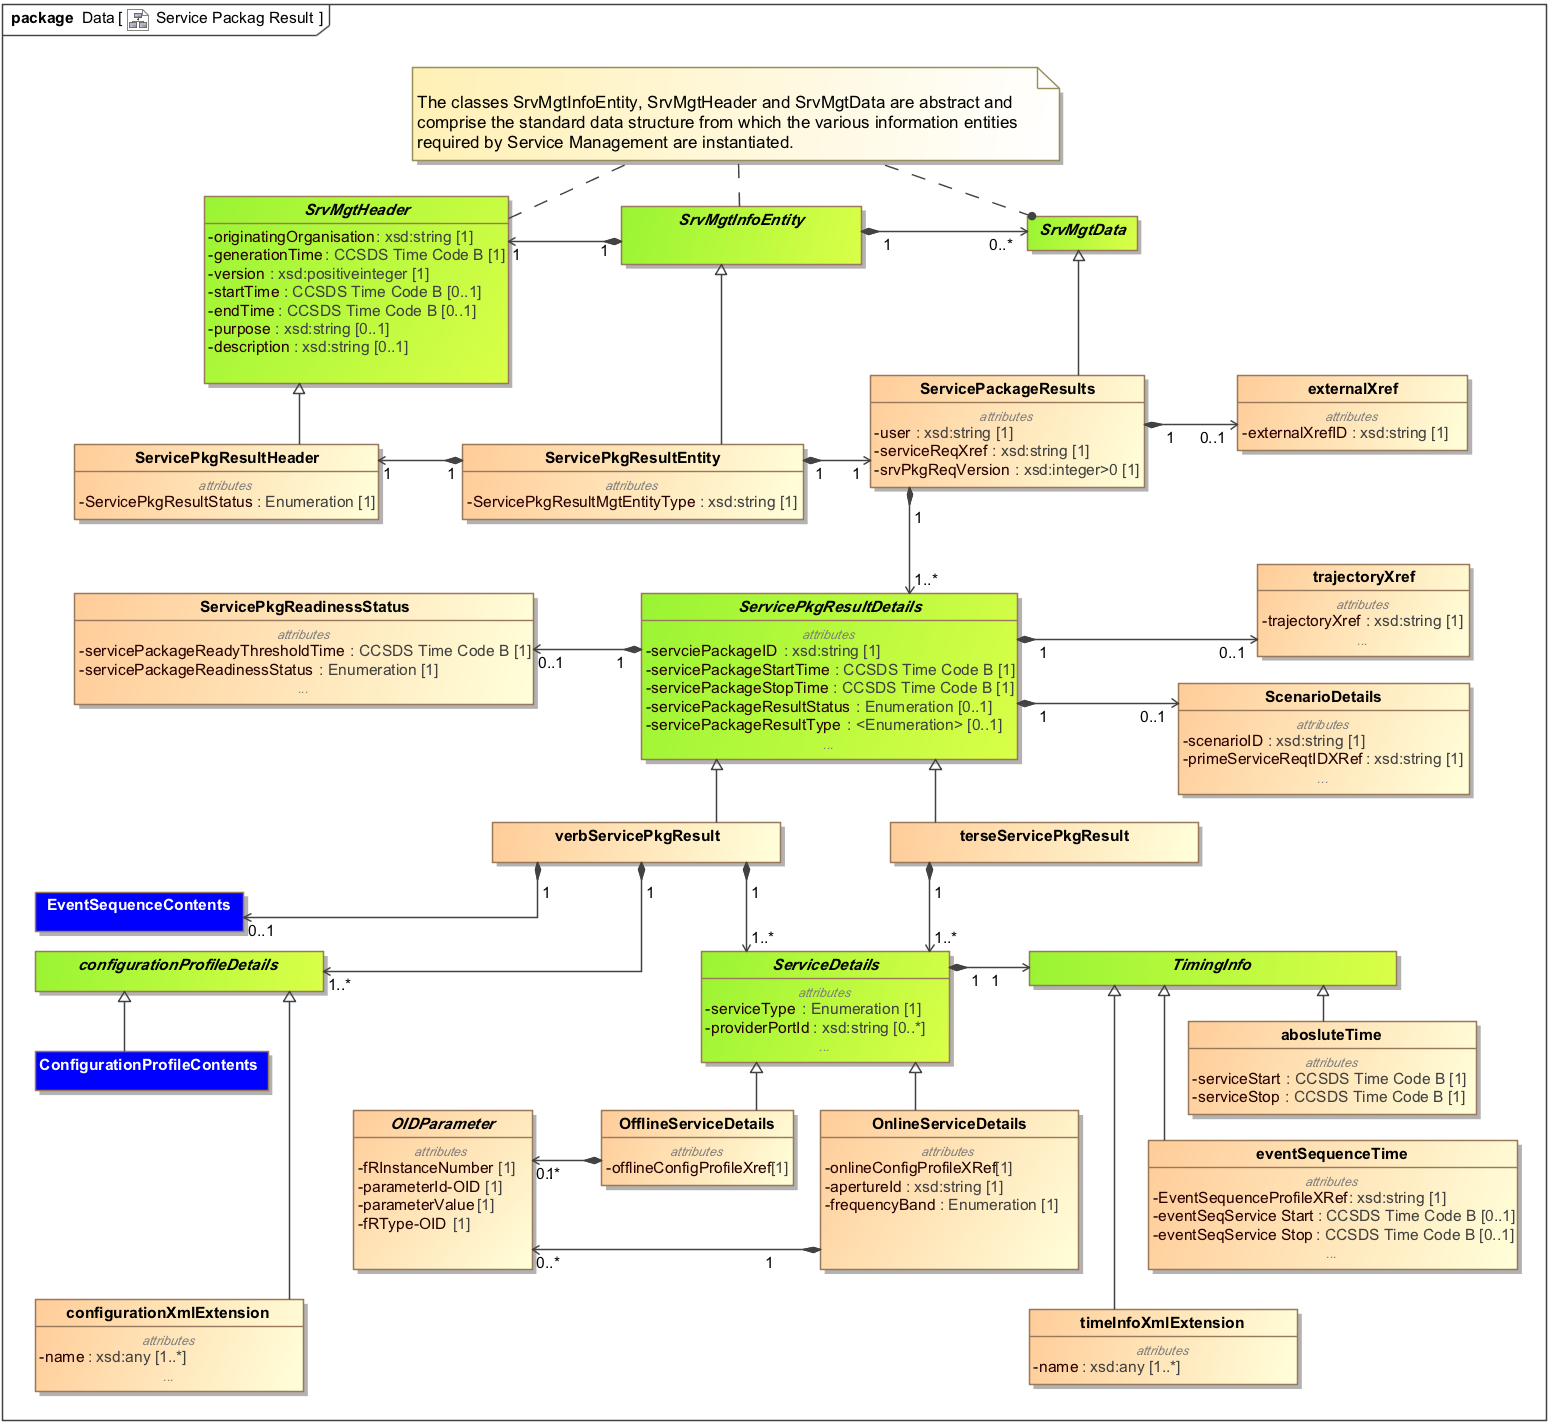 package Data [ Service Packag Result ]
The classes SrvMgtInfoEntity, SrvMgtHeader and SrvMgtData are abstract and
comprise the standard data structure from which the various information entities
required by Service Management are instantiated.
SrvMgtHeader
-originatingOrganisation : xsd:string [1]
-generationTime : CCSDS Time Code B [1]
-version : xsd:positiveinteger [1]
-startTime : CCSDS Time Code B [0..1]
-endTime : CCSDS Time Code B [0..1]
-purpose : xsd:string [0..1]
-description : xsd:string [0..1]
1
1
SrvMgtInfoEntity
1
0..*
SrvMgtData
ServicePkgResultHeader
attributes
-ServicePkgResultStatus : Enumeration [1]
1
1
ServicePkgResultEntity
attributes
-ServicePkgResultMgtEntityType : xsd:string [1]
1
1
ServicePackageResults
attributes
-user : xsd:string [1]
-serviceReqXref : xsd:string [1]
-srvPkgReqVersion : xsd:integer>0 [1]
1
0..1
externalXref
attributes
-externalXrefID : xsd:string [1]
1
1..*
ServicePkgReadinessStatus
attributes
-servicePackageReadyThresholdTime : CCSDS Time Code B [1]
-servicePackageReadinessStatus : Enumeration [1]
...
0..1
1
ServicePkgResultDetails
attributes
-serviciePackageID : xsd:string [1]
-servicePackageStartTime : CCSDS Time Code B [1]
-servicePackageStopTime : CCSDS Time Code B [1]
-servicePackageResultStatus : Enumeration [0..1]
-servicePackageResultType : <Enumeration> [0..1]
...
1
0..1
trajectoryXref
attributes
-trajectoryXref : xsd:string [1]
...
1
0..1
ScenarioDetails
attributes
-scenarioID : xsd:string [1]
-primeServiceReqtIDXRef : xsd:string [1]
...
verbServicePkgResult
terseServicePkgResult
1
1
1
1
EventSequenceContents
0..1
1..*
1..*
configurationProfileDetails
1..*
ServiceDetails
attributes
-serviceType : Enumeration [1]
-providerPortId : xsd:string [0..*]
...
1
1
TimingInfo
ConfigurationProfileContents
abosluteTime
attributes
-serviceStart : CCSDS Time Code B [1]
-serviceStop : CCSDS Time Code B [1]
OIDParameter
attributes
-fRInstanceNumber [1]
-parameterId-OID [1]
-parameterValue [1]
-fRType-OID [1]
OfflineServiceDetails
attributes
-offlineConfigProfileXref[1]
OnlineServiceDetails
attributes
-onlineConfigProfileXRef[1]
-apertureId : xsd:string [1]
-frequencyBand : Enumeration [1]
0..*
1
eventSequenceTime
attributes
-EventSequenceProfileXRef : xsd:string [1]
-eventSeqService Start : CCSDS Time Code B [0..1]
-eventSeqService Stop : CCSDS Time Code B [0..1]
...
configurationXmlExtension
attributes
-name : xsd:any [1..*]
...
timeInfoXmlExtension
attributes
-name : xsd:any [1..*]